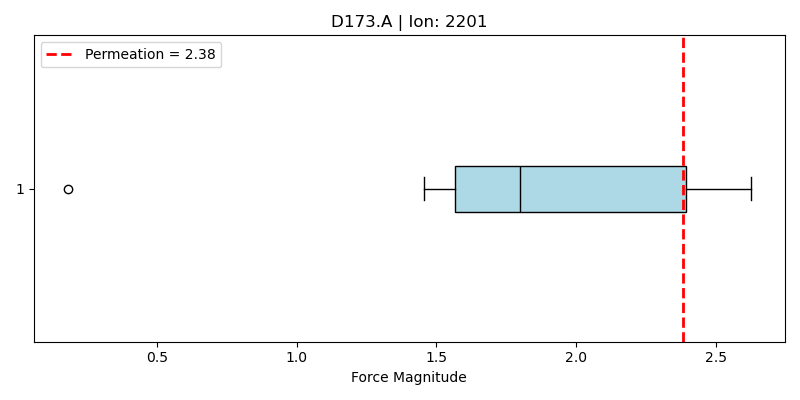 D173.A | Ion: 2201
Permeation = 2.38
1
0.5 1.0 1.5 2.0 2.5
Force Magnitude